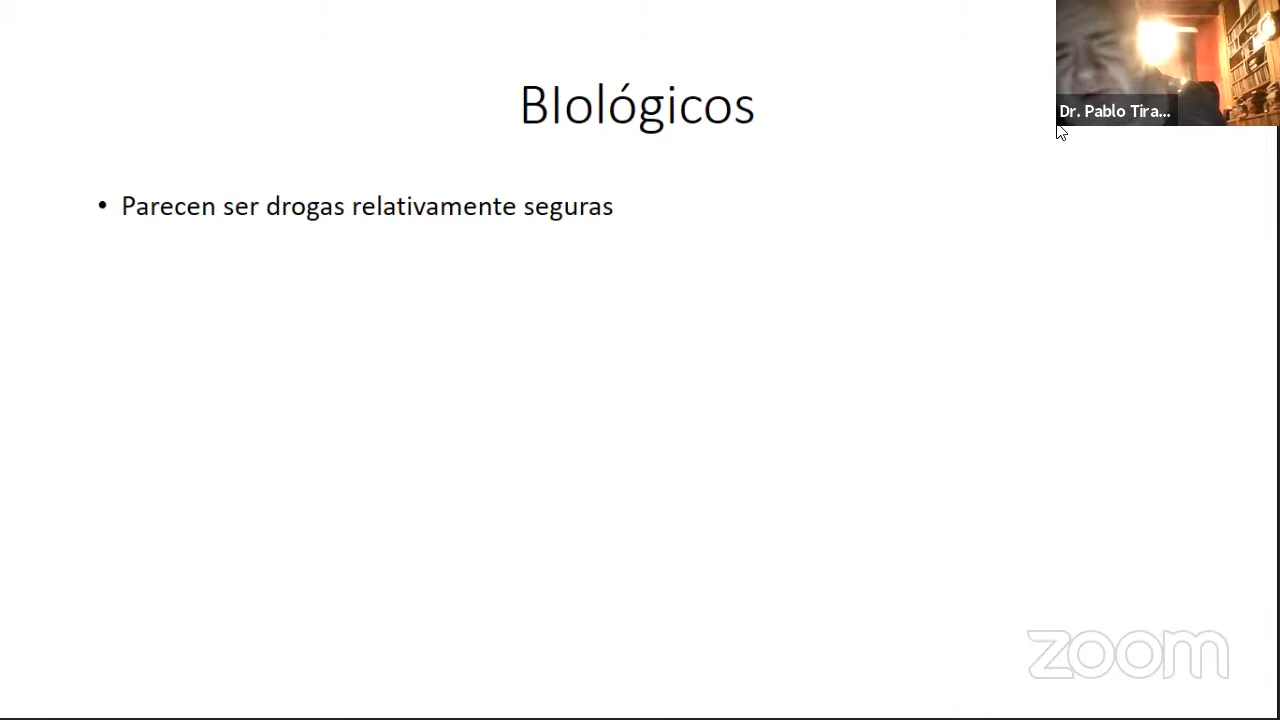 BIológicos
Dr. Pablo Tira...
• Parecen ser drogas relativamente seguras
zoom